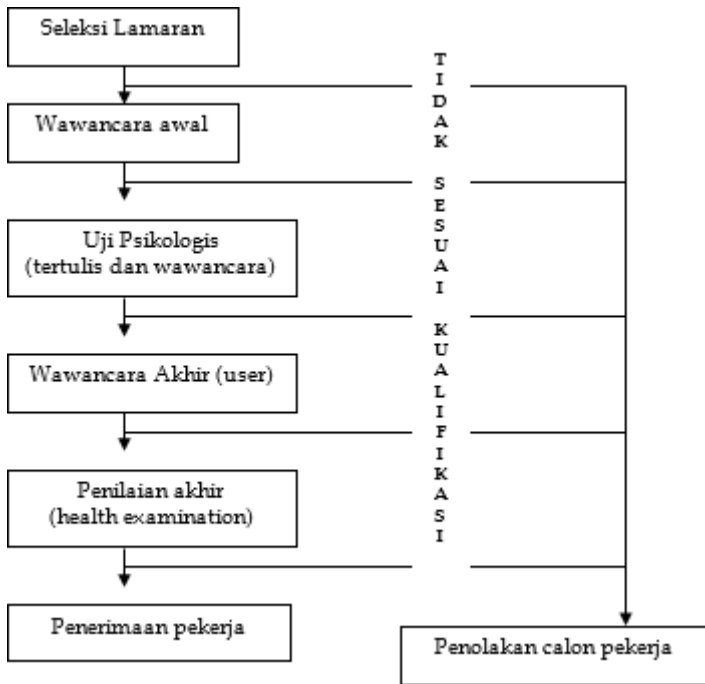 Seleksi Lamaran
Wawancara awal
Uji Psikologis
(tertulis dan wawancara)
Wawancara Akhir (user)
Penilaian akhir
(health examination)
Penerimaan pekerja
TIDAK SESUAI KUALIFIKASI
Penolakan calon pekerja